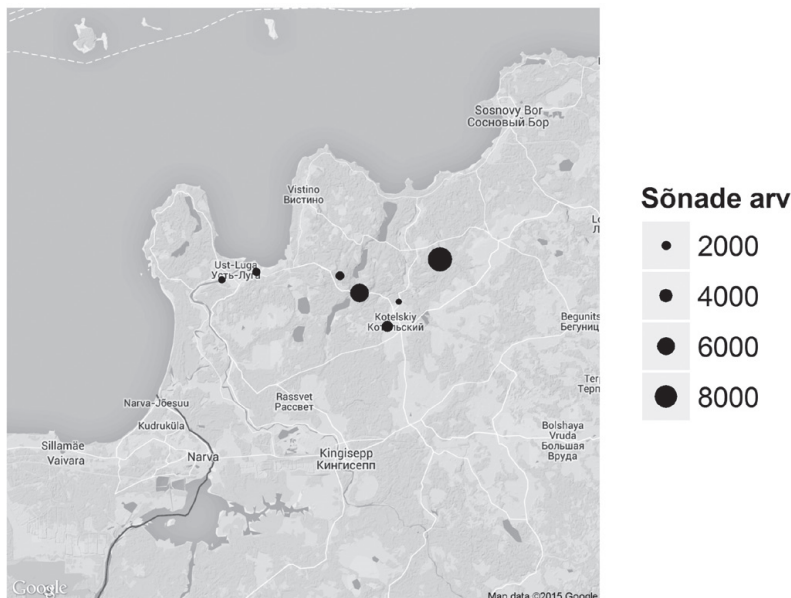 Sosnovy Bor
Сосновый Бор
Vistino
Вистино
Ust-Luga
Усть-Луга
Kotelskiy
Котельский
Begunits
Бегуниц
Narva-Jõesuu
Kudruküla
Rassvet
Рассвет
Sillamäe
Vaivara
Narva
Kingisepp
Кингисепп
Bolshaya
Vruda
Большая
Вруда
Google
Map data ©2015 Google
Sõnade arv
2000
4000
6000
8000